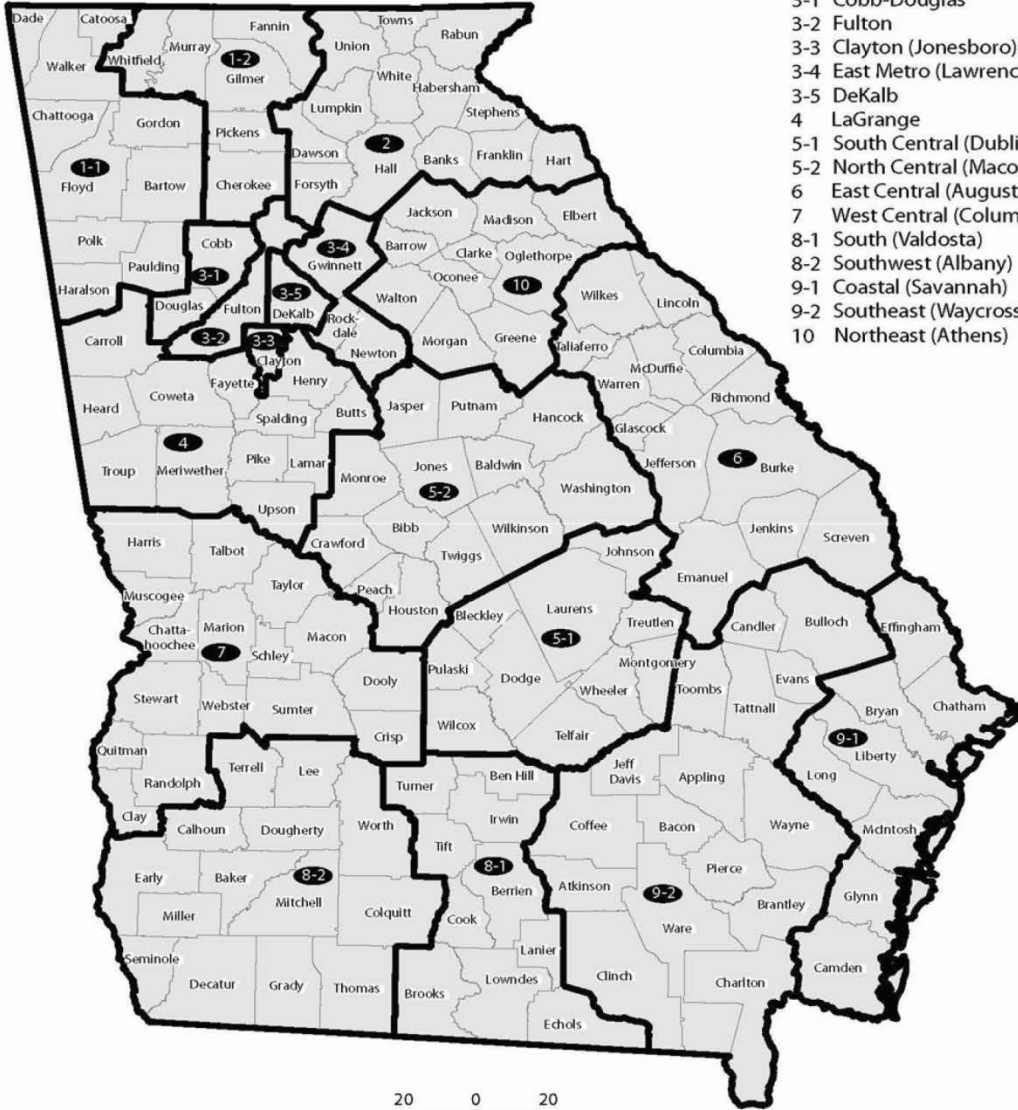 3-1 Cobb-Douglas
3-2 Fulton
3-3 Clayton (Jonesboro)
3-4 East Metro (Lawrenc
3-5 DeKalb
4 LaGrange
5-1 South Central (Dubli
5-2 North Central (Maco
6 East Central (August
7 West Central (Colum
8-1 South (Valdosta)
8-2 Southwest (Albany)
9-1 Coastal (Savannah)
9-2 Southeast (Waycross
10 Northeast (Athens)
Dade
Catoosa
Fannin
Towns
Rabun
Murray
Union
Whitfield
1-2
Walker
Gilmer
White
Habersham
Lumpkin
Stephens
Chattooga
Gordon
Pickens
2
Dawson
Hall
Banks
Franklin
Hart
1-1
Floyd
Bartow
Cherokee
Forsyth
Jackson
Madison
Elbert
Polk
Cobb
3-4
Gwinnett
Barrow
Clarke
Oglethorpe
Paulding
3-1
Oconee
10
Haralson
3-5
Douglas
Fulton
DeKalb
Rock-
dale
Walton
Wilkes
Lincoln
Carroll
3-2
3-3
Clayton
Newton
Morgan
Greene
Taliaferro
Columbia
McDuffie
Fayette
Henry
Warren
Coweta
Richmond
Heard
Spalding
Butts
Jasper
Putnam
Hancock
Glascock
4
Troup
Meriwether
Pike
Lamar
Monroe
Jones
Baldwin
Jefferson
6
Burke
5-2
Washington
Upson
Bibb
Wilkinson
Jenkins
Screven
Harris
Talbot
Crawford
Twiggs
Johnson
Emanuel
Taylor
Peach
Muscogee
Houston
Bleckley
Laurens
Treutlen
Candler
Bulloch
Effingham
Chatta-
hoochee
Marion
Macon
5-1
7
Schley
Pulaski
Dodge
Montgomery
Dooly
Wheeler
Toombs
Evans
Stewart
Webster
Sumter
Tattnall
Bryan
Chatham
Wilcox
Crisp
Telfair
9-1
Liberty
Quitman
Randolph
Terrell
Lee
Turner
Ben Hill
Jeff
Davis
Appling
Long
Clay
Calhoun
Dougherty
Worth
Irwin
Coffee
Bacon
Wayne
McIntosh
Tift
Early
Baker
8-2
Mitchell
8-1
Berrien
Atkinson
Pierce
9-2
Brantley
Glynn
Miller
Colquitt
Cook
Ware
Seminole
Lanier
Camden
Decatur
Grady
Thomas
Brooks
Lowndes
Clinch
Charlton
Echols
20 0 20